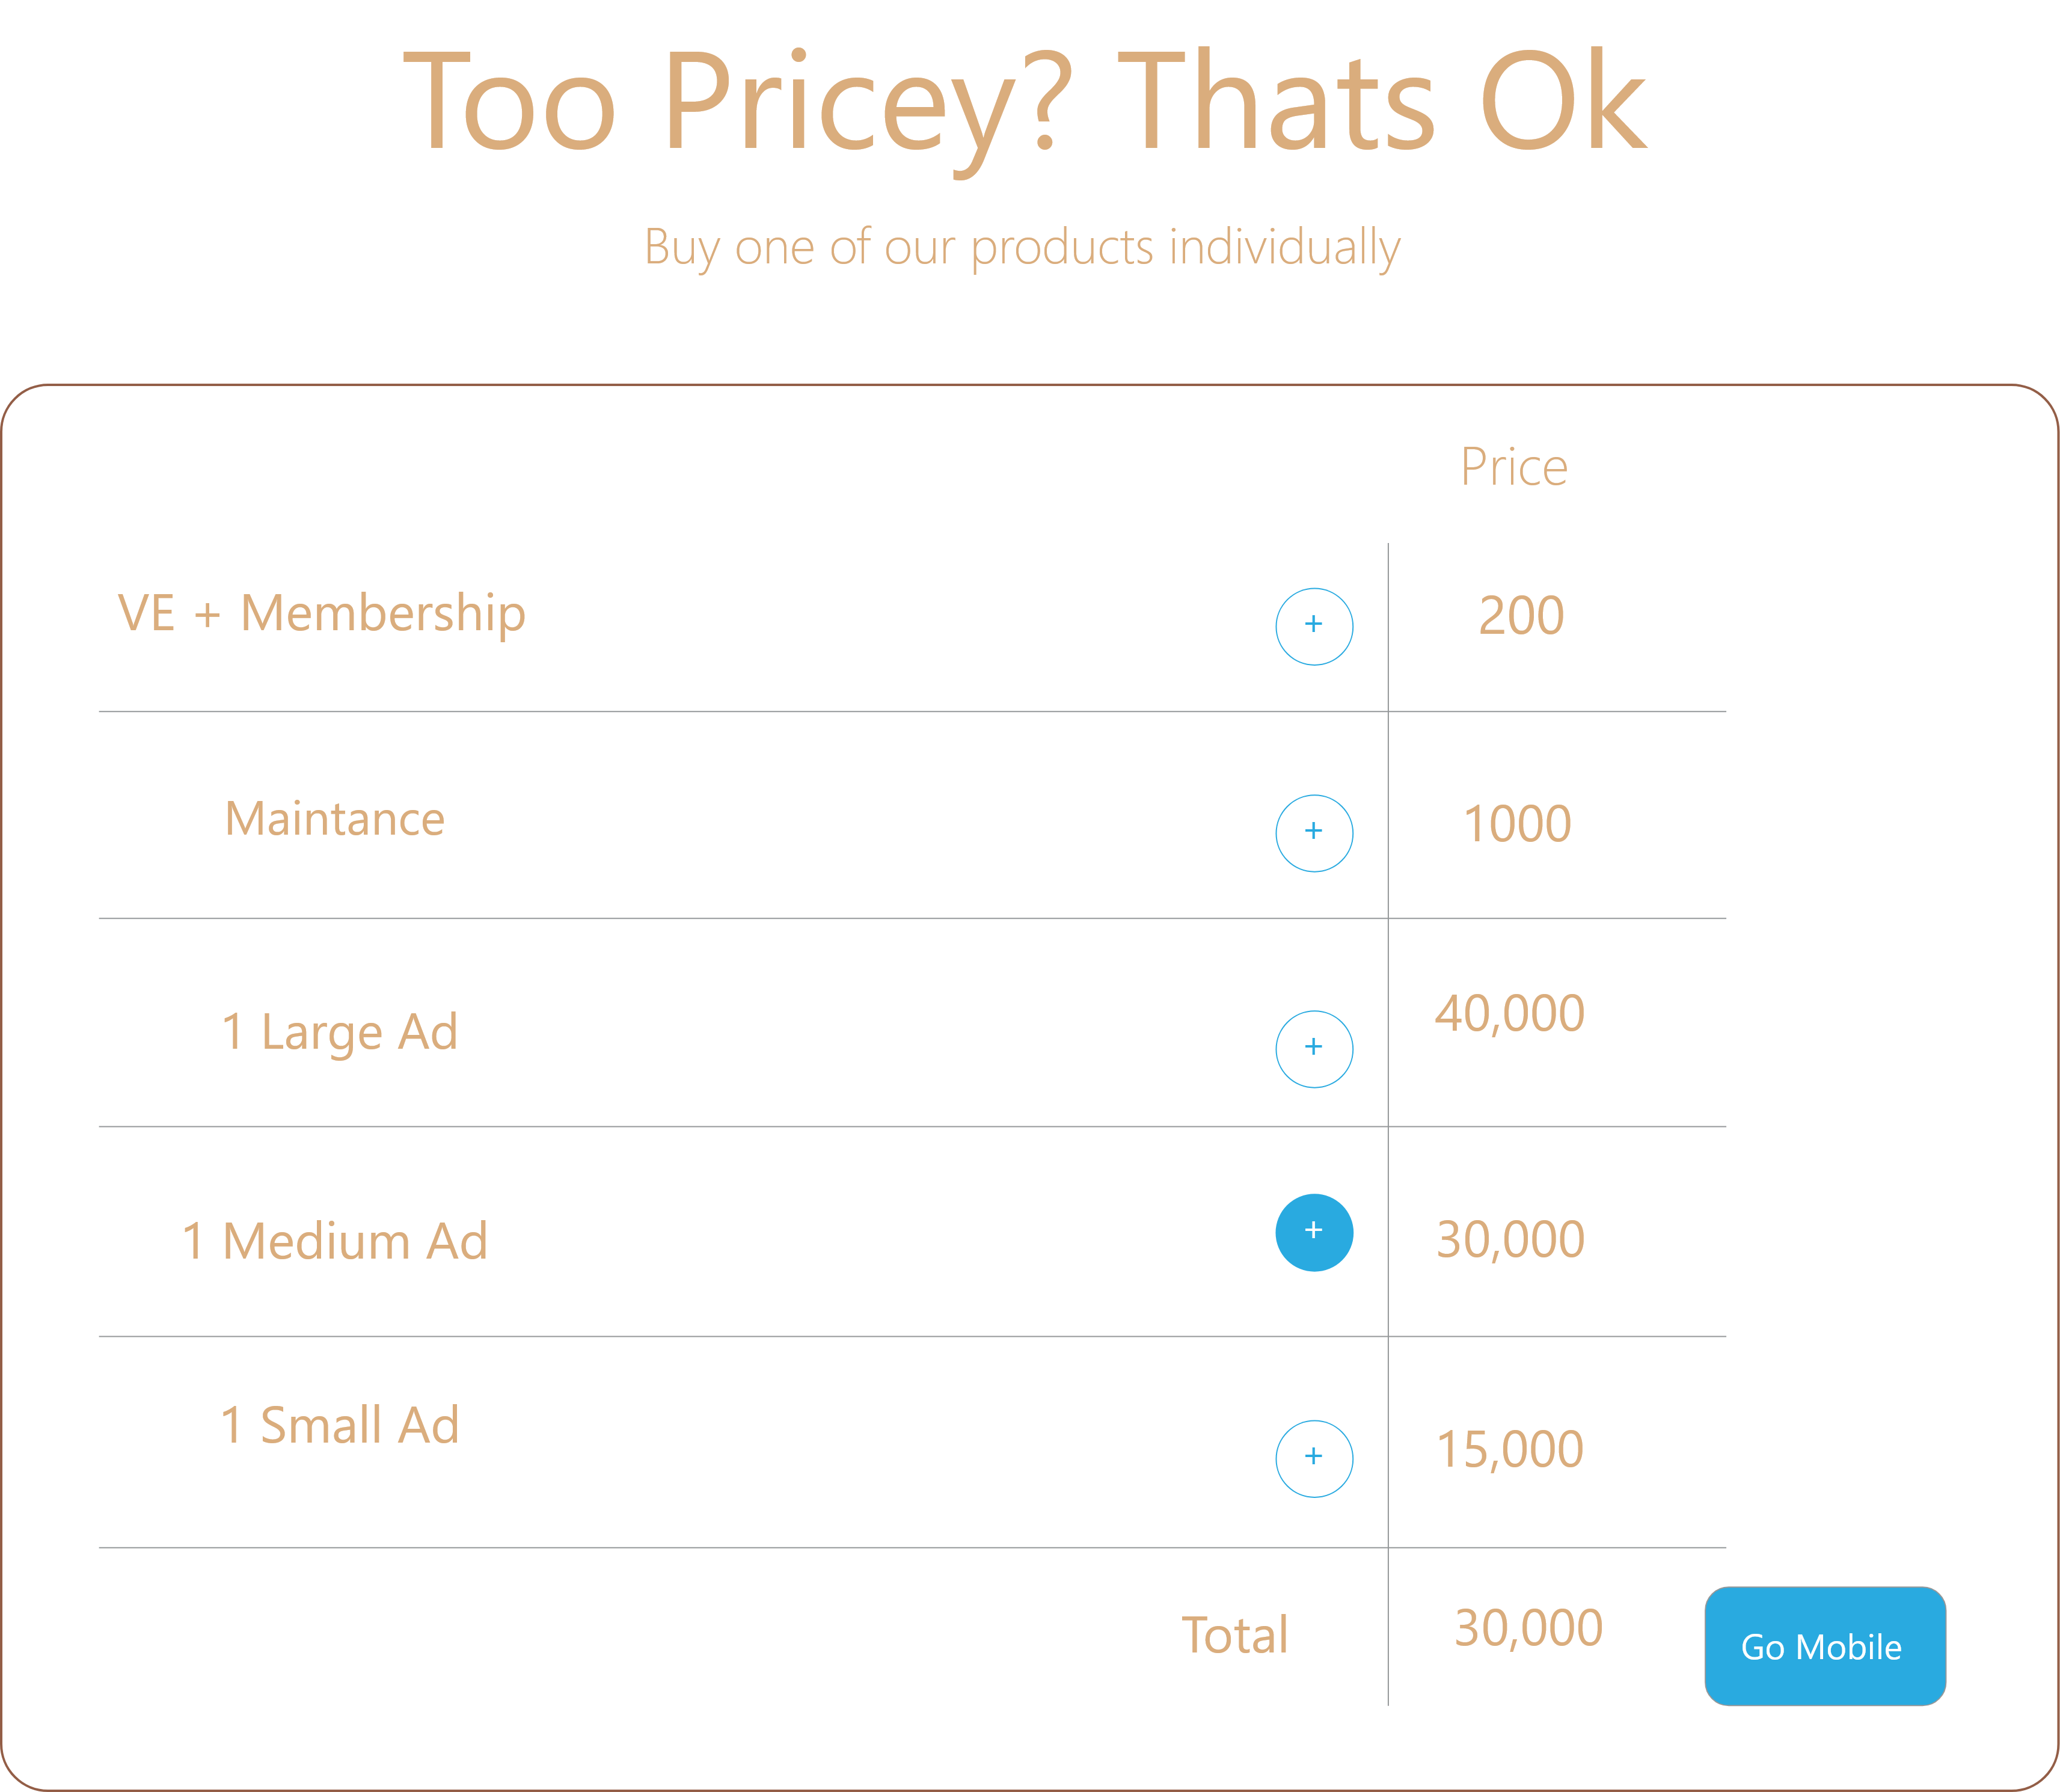 Too Pricey? Thats Ok
Buy one of our products individually
Price
VE + Membership + 200
Maintance + 1000
1 Large Ad + 40,000
1 Medium Ad + 30,000
1 Small Ad + 15,000
Total 30,000 Go Mobile